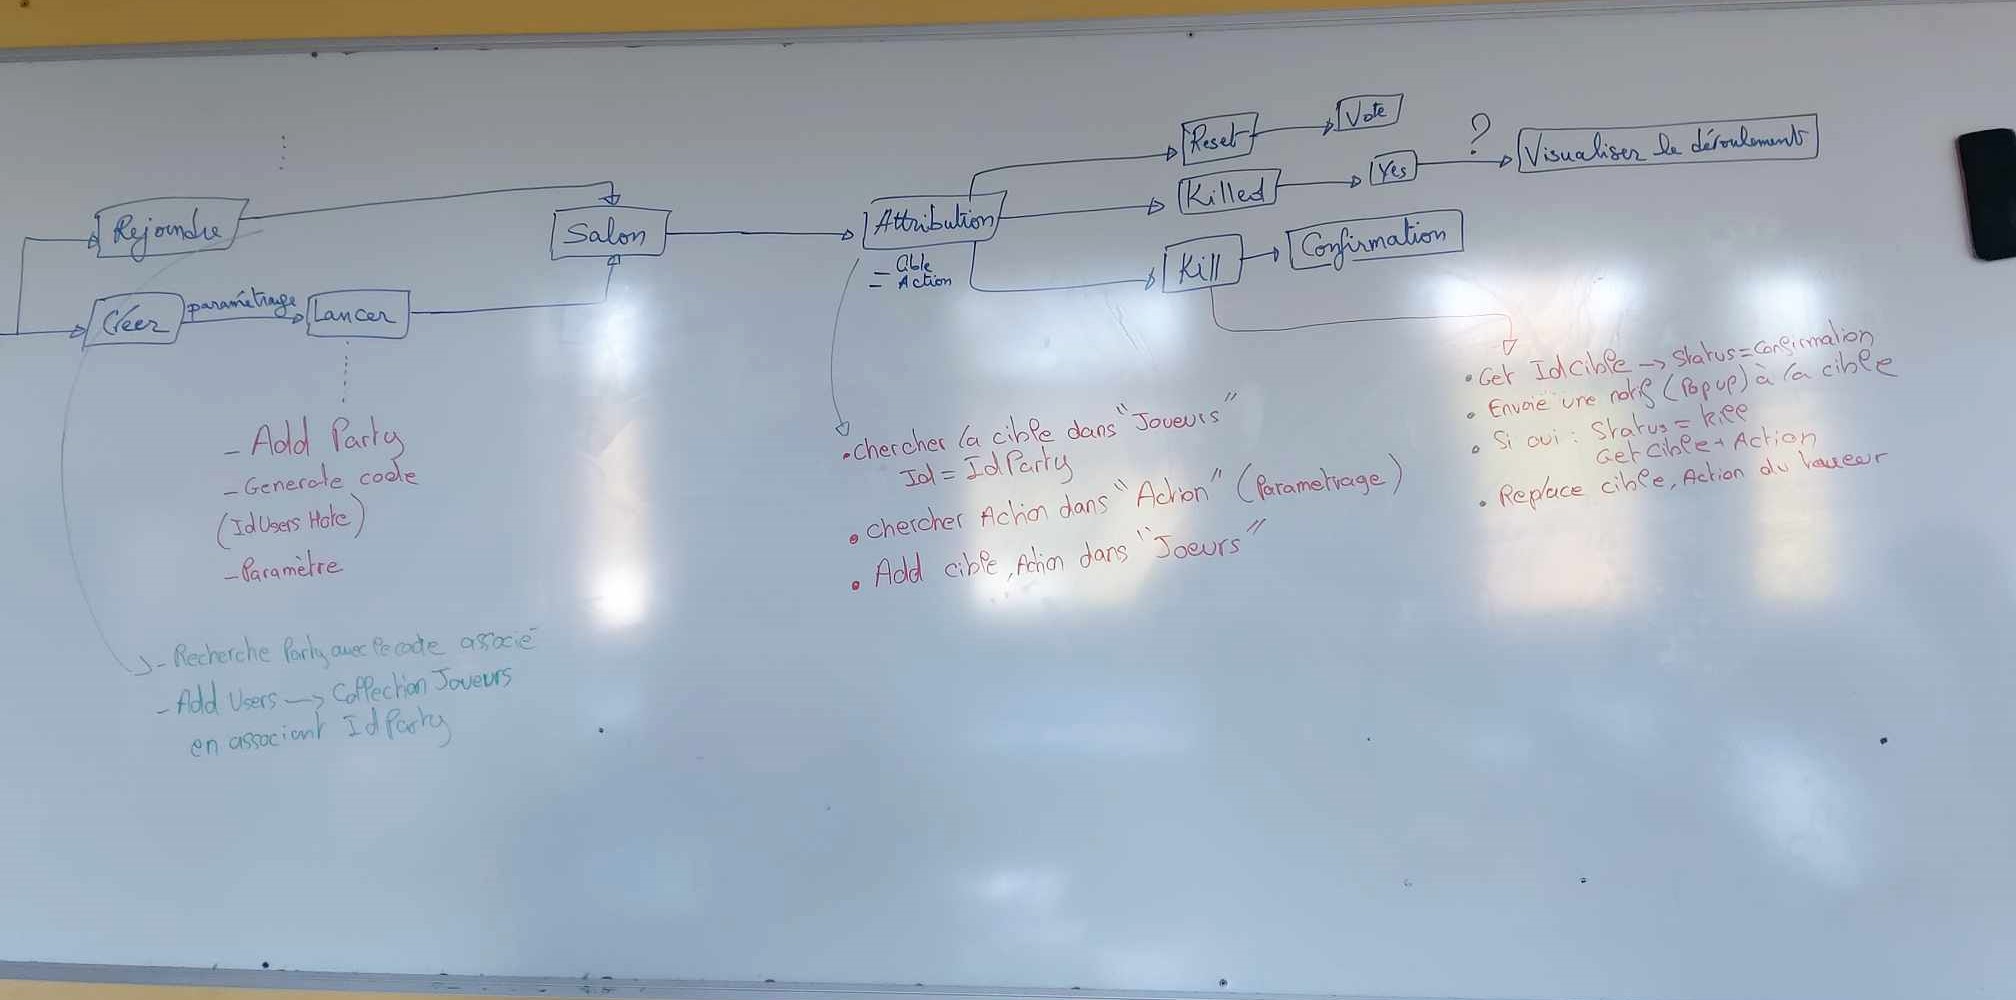 Rejoindre
Créer
paramétrage
Lancer
Salon
Attribution
- Cible
- Action
Reset
Vote
Killed
Yes
?
Visualiser le déroulement
Kill
Confirmation
- Add Party
- Generate code
(IdUsers Hote)
- Paramètre
- Recherche Party avec le code associé
- Add Users → Collection Joueurs
en associant IdParty
• Chercher la cible dans "Joueurs"
Id = IdParty
• chercher Action dans "Action" (Parametrage)
• Add cible, Action dans "Joeurs"
• Get Idcible → Status = Confirmation
• Envoie une notif (Pop up) à la cible
• Si oui : Status = kill
Get Cible + Action
• Replace cible, Action du